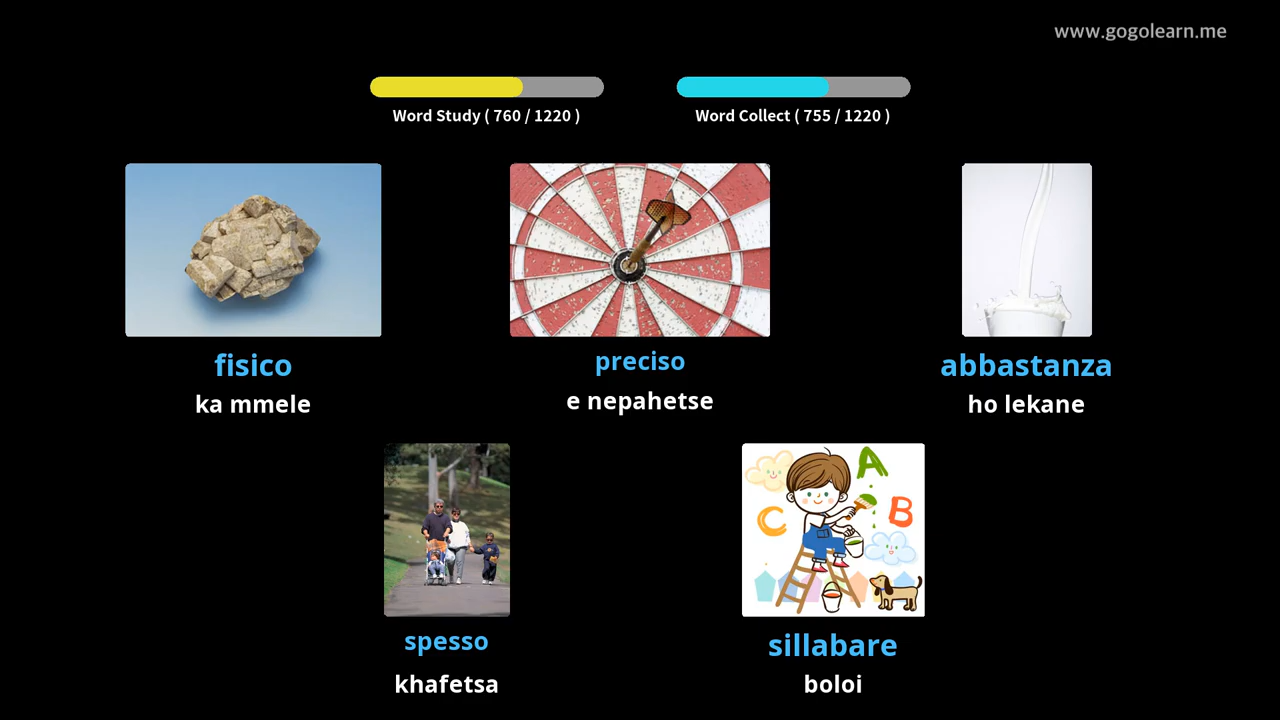 www.gogolearn.me
Word Study ( 760 / 1220 )
Word Collect ( 755 / 1220 )
fisico
ka mmele
preciso
e nepahetse
abbastanza
ho lekane
spesso
khafetsa
A
B
C
sillabare
boloi